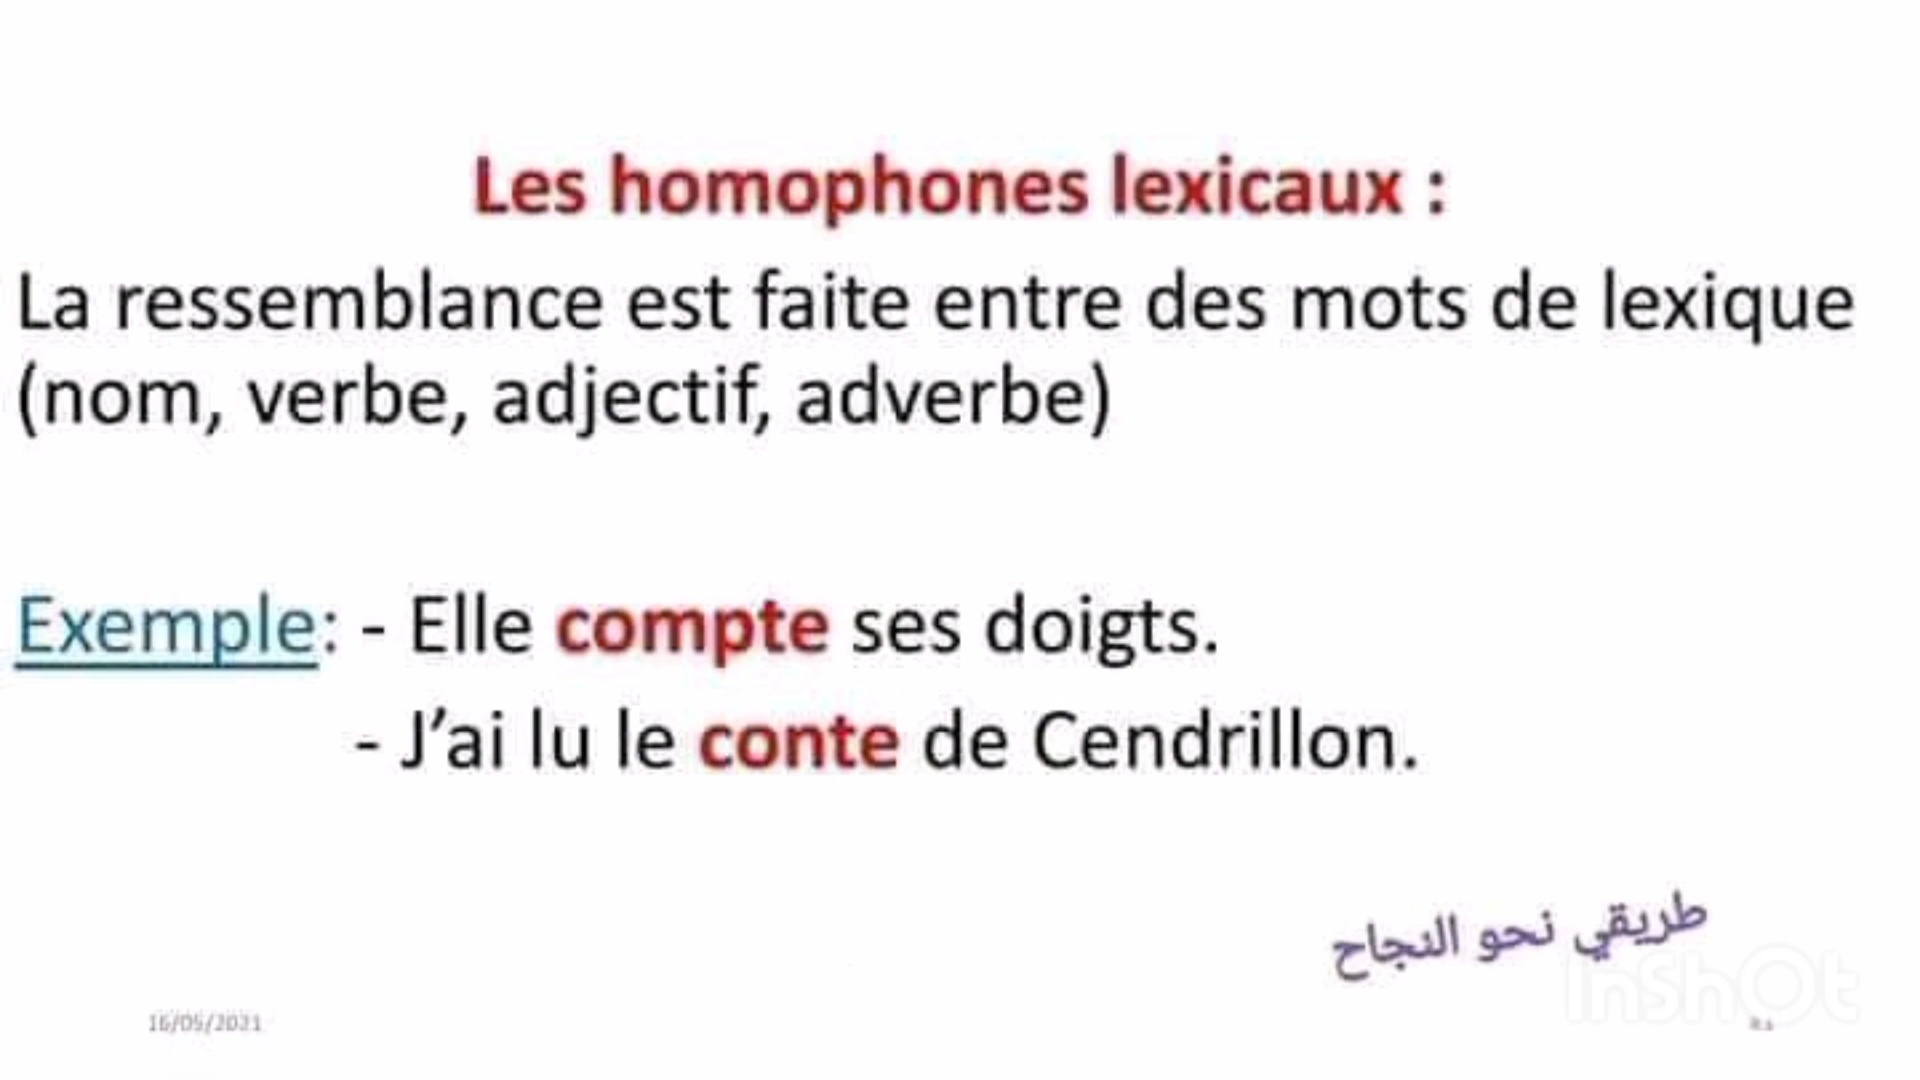 Les homophones lexicaux :
La ressemblance est faite entre des mots de lexique
(nom, verbe, adjectif, adverbe)
Exemple: - Elle compte ses doigts.
- J’ai lu le conte de Cendrillon.
طريقي نحو النجاح
InShOt
16/05/2021